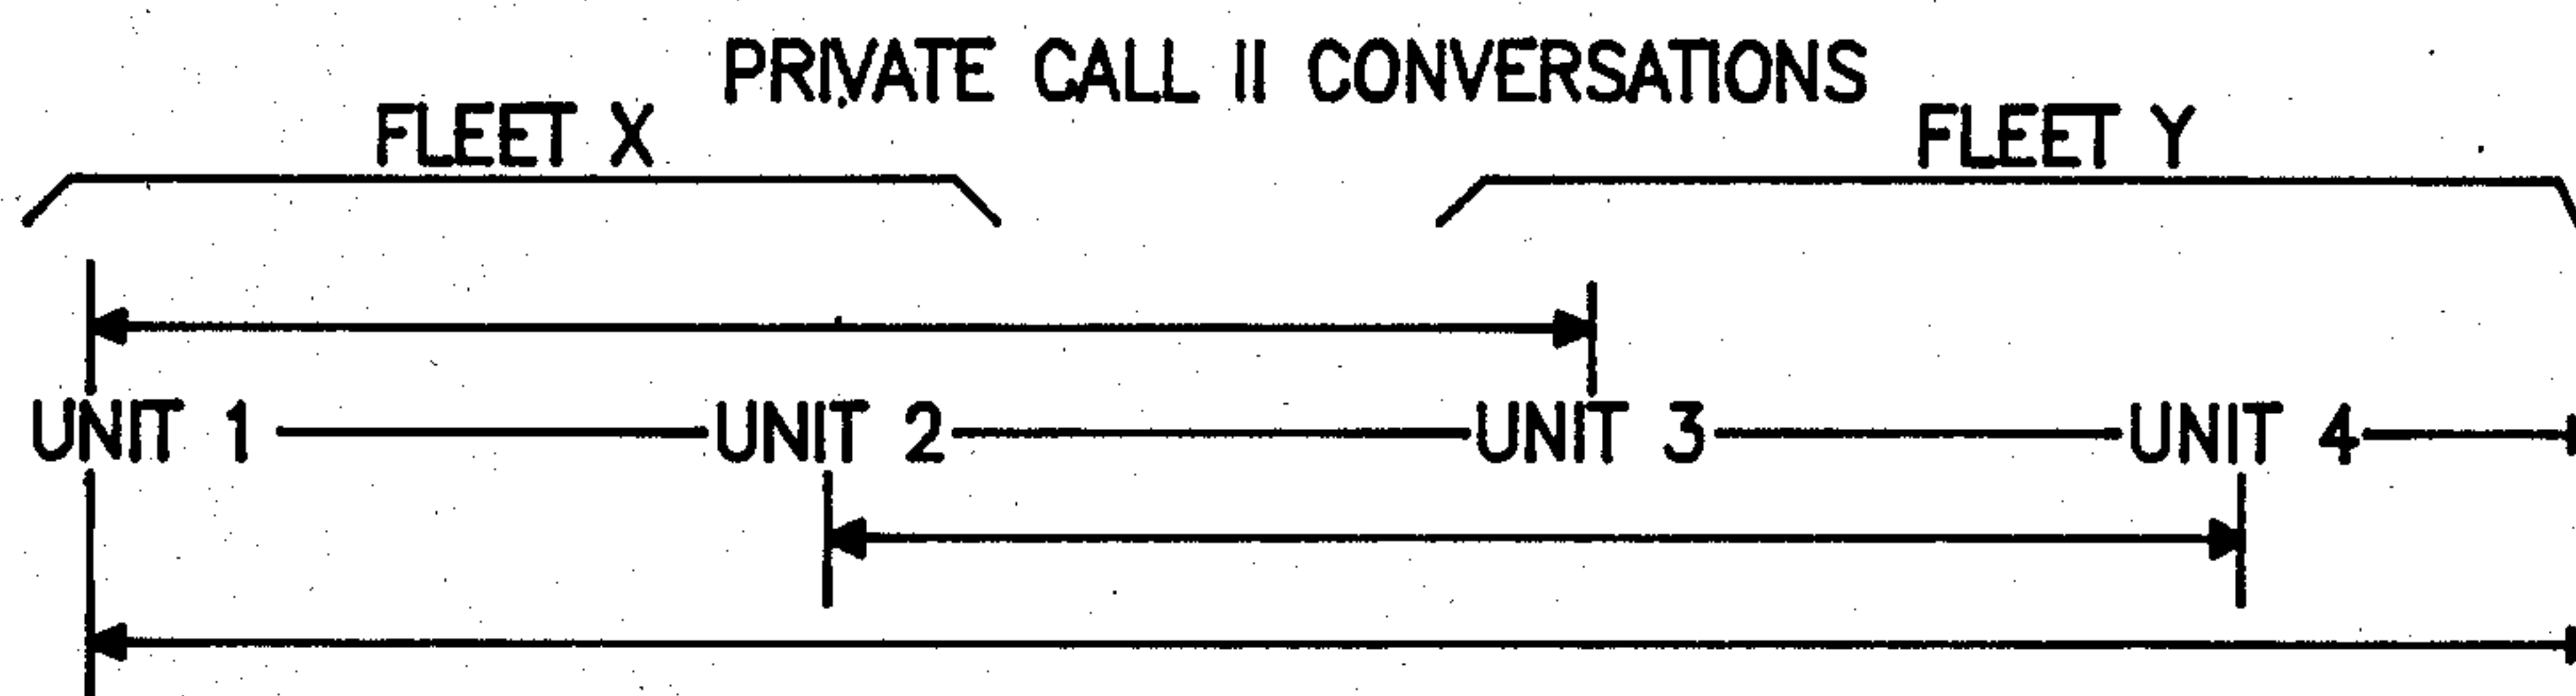 PRIVATE CALL II CONVERSATIONS
FLEET X FLEET Y
UNIT 1 UNIT 2 UNIT 3 UNIT 4